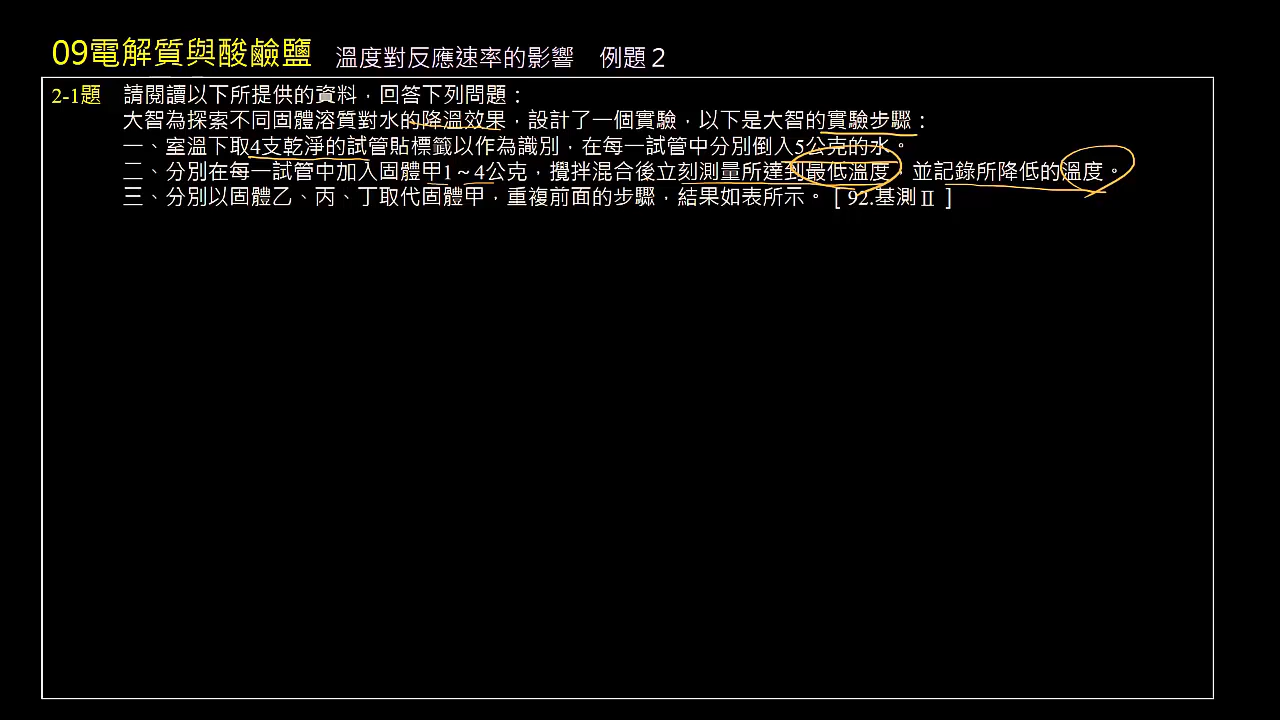 09電解質與酸鹼鹽 溫度對反應速率的影響 例題２
2-1題 請閱讀以下所提供的資料，回答下列問題：
大智為探索不同固體溶質對水的降溫效果，設計了一個實驗，以下是大智的實驗步驟：
一、室溫下取4支乾淨的試管貼標籤以作為識別，在每一試管中分別倒入5公克的水。
二、分別在每一試管中加入固體甲1～4公克，攪拌混合後立刻測量所達到最低溫度，並記錄所降低的溫度。
三、分別以固體乙、丙、丁取代固體甲，重複前面的步驟，結果如表所示。［92.基測Ⅱ］